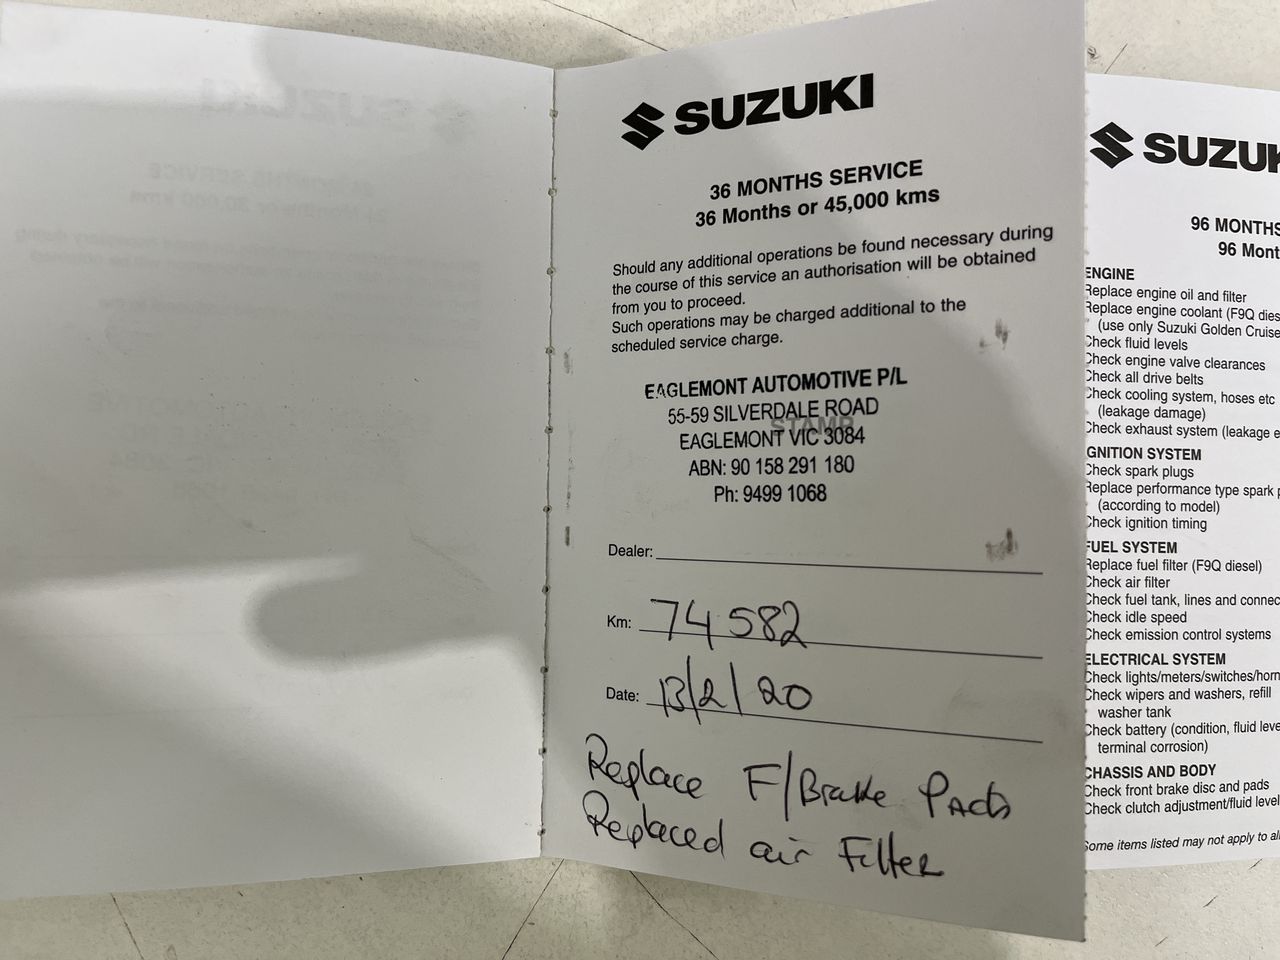 SUZUKI
36 MONTHS SERVICE
36 Months or 45,000 kms
Should any additional operations be found necessary during
the course of this service an authorisation will be obtained
from you to proceed.
Such operations may be charged additional to the
scheduled service charge.
EAGLEMONT AUTOMOTIVE P/L
55-59 SILVERDALE ROAD
STAMP
EAGLEMONT VIC 3084
ABN: 90 158 291 180
Ph: 9499 1068
Dealer:
Km: 74582
Date: 13/2/20
Replace F/Brake Pads
Replaced air Filter
SUZUK
96 MONTHS
96 Mont
ENGINE
Replace engine oil and filter
Replace engine coolant (F9Q dies
(use only Suzuki Golden Cruise
Check fluid levels
Check engine valve clearances
Check all drive belts
Check cooling system, hoses etc
(leakage damage)
Check exhaust system (leakage e
IGNITION SYSTEM
Check spark plugs
Replace performance type spark p
(according to model)
Check ignition timing
FUEL SYSTEM
Replace fuel filter (F9Q diesel)
Check air filter
Check fuel tank, lines and connec
Check idle speed
Check emission control systems
ELECTRICAL SYSTEM
Check lights/meters/switches/horn
Check wipers and washers, refill
washer tank
Check battery (condition, fluid leve
terminal corrosion)
CHASSIS AND BODY
Check front brake disc and pads
Check clutch adjustment/fluid level
Some items listed may not apply to all